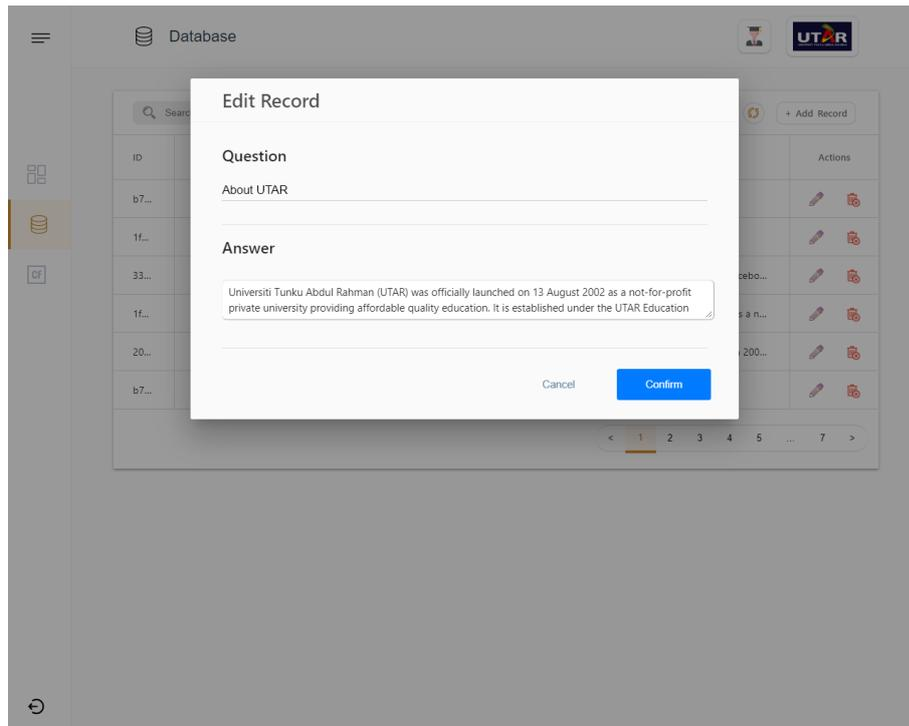 Database
UTAR
Edit Record
+ Add Record
ID
Actions
Question
About UTAR
b7...
1f...
Answer
33...
cebo...
Universiti Tunku Abdul Rahman (UTAR) was officially launched on 13 August 2002 as a not-for-profit
private university providing affordable quality education. It is established under the UTAR Education
1f...
s a n...
20...
200...
b7...
Cancel
Confirm
< 1 2 3 4 5 ... 7 >
CF